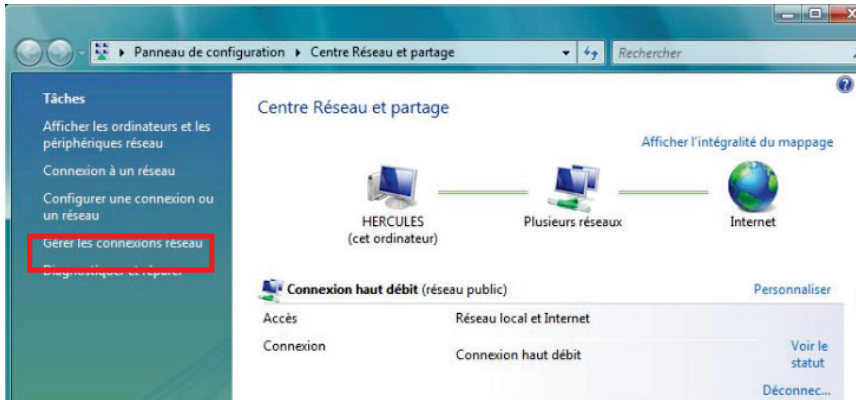 Panneau de configuration
Centre Réseau et partage
Rechercher
Tâches
Afficher les ordinateurs et les
périphériques réseau
Connexion à un réseau
Configurer une connexion ou
un réseau
Gérer les connexions réseau
Diagnostiquer et réparer
Centre Réseau et partage
Afficher l'intégralité du mappage
HERCULES
(cet ordinateur)
Plusieurs réseaux
Internet
Connexion haut débit (réseau public)
Personnaliser
Accès
Réseau local et Internet
Connexion
Connexion haut débit
Voir le
statut
Déconnec...